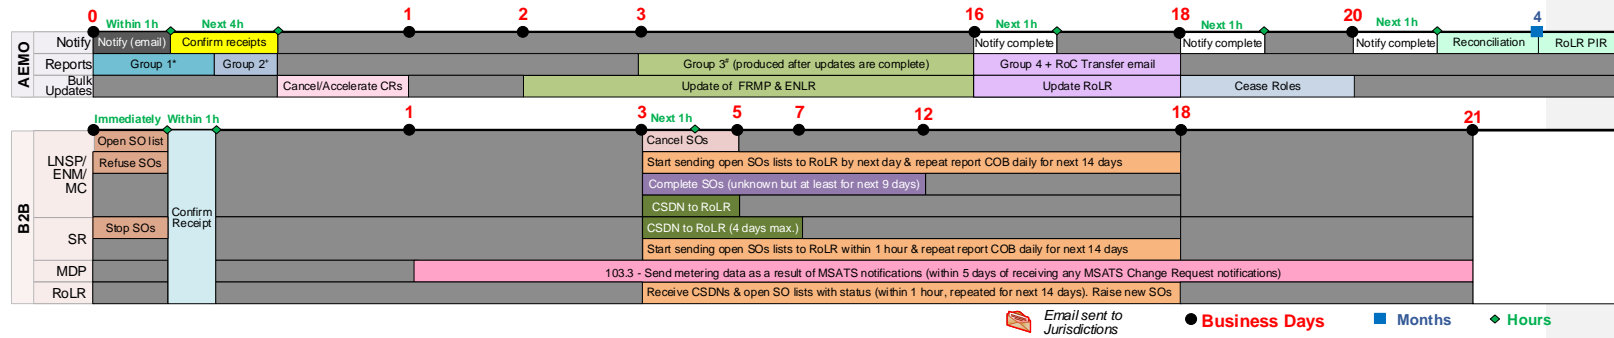 0 1 2 3 16 18 20 4
Within 1h Next 4h Next 1h Next 1h Next 1h
AEMO
Notify Notify (email) Confirm receipts Notify complete Notify complete Notify complete Reconciliation RoLR PIR
Reports Group 1* Group 2+ Group 3# (produced after updates are complete) Group 4 + RoC Transfer email
Bulk Updates Cancel/Accelerate CRs Update of FRMP & ENLR Update RoLR Cease Roles
1 3 5 7 12 18 21
Immediately Within 1h Next 1h
B2B
LNSP/
ENM/
MC
Open SO list Cancel SOs
Refuse SOs Start sending open SOs lists to RoLR by next day & repeat report COB daily for next 14 days
Complete SOs (unknown but at least for next 9 days)
Confirm
Receipt
CSDN to RoLR
SR
Stop SOs CSDN to RoLR (4 days max.)
Start sending open SOs lists to RoLR within 1 hour & repeat report COB daily for next 14 days
MDP 103.3 - Send metering data as a result of MSATS notifications (within 5 days of receiving any MSATS Change Request notifications)
RoLR Receive CSDNs & open SO lists with status (within 1 hour, repeated for next 14 days). Raise new SOs
Email sent to
Jurisdictions
Business Days Months Hours